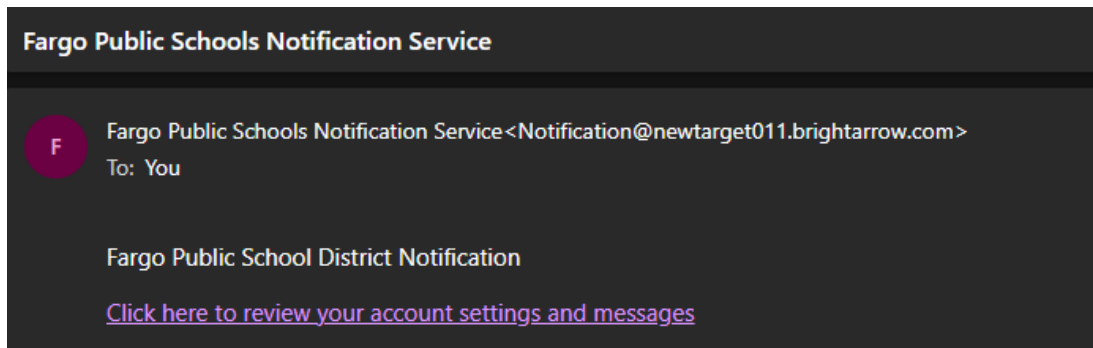 Fargo Public Schools Notification Service
F
Fargo Public Schools Notification Service<Notification@newtarget011.brightarrow.com>
To: You
Fargo Public School District Notification
Click here to review your account settings and messages